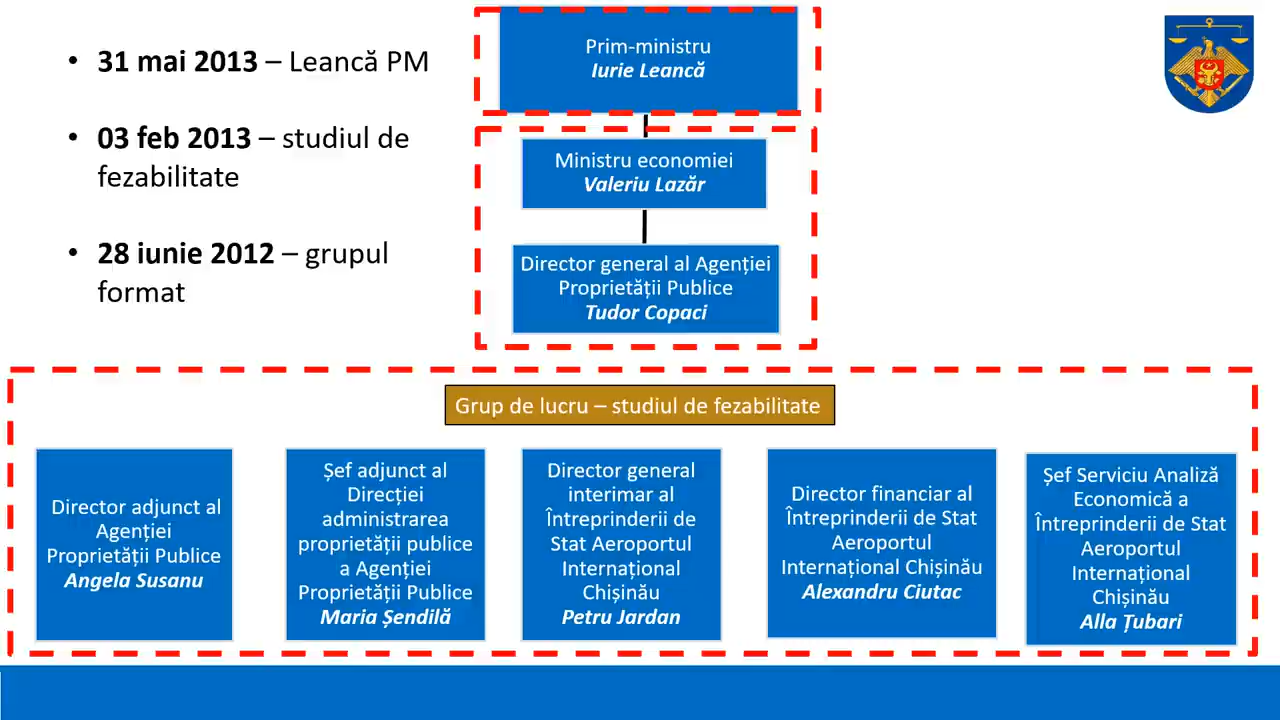 • 31 mai 2013 – Leancă PM
• 03 feb 2013 – studiul de
fezabilitate
• 28 iunie 2012 – grupul
format
Prim-ministru
Iurie Leancă
Ministru economiei
Valeriu Lazăr
Director general al Agenției
Proprietății Publice
Tudor Copaci
Grup de lucru – studiul de fezabilitate
Director adjunct al
Agenției
Proprietății Publice
Angela Susanu
Șef adjunct al
Direcției
administrarea
proprietății publice
a Agenției
Proprietății Publice
Maria Șendilă
Director general
interimar al
Întreprinderii de
Stat Aeroportul
Internațional
Chișinău
Petru Jardan
Director financiar al
Întreprinderii de Stat
Aeroportul
Internațional Chișinău
Alexandru Ciutac
Șef Serviciu Analiză
Economică a
Întreprinderii de Stat
Aeroportul
Internațional
Chișinău
Alla Țubari